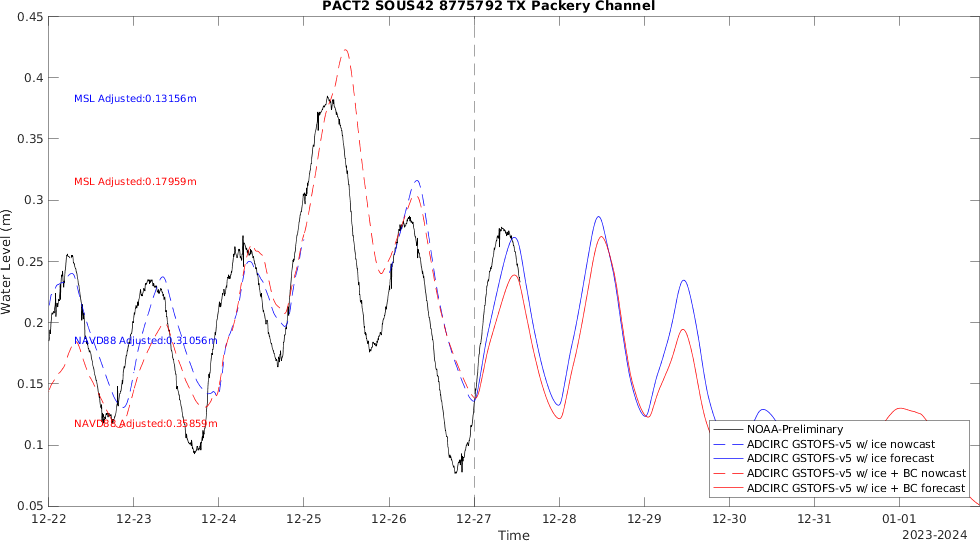 PACT2 SOUS42 8775792 TX Packery Channel
0.45
0.4
0.35
0.3
0.25
0.2
0.15
0.1
0.05
Water Level (m)
MSL Adjusted:0.13156m
MSL Adjusted:0.17959m
NAVD88 Adjusted:0.31056m
NAVD88 Adjusted:0.35859m
NOAA-Preliminary
ADCIRC GSTOFS-v5 w/ ice nowcast
ADCIRC GSTOFS-v5 w/ ice forecast
ADCIRC GSTOFS-v5 w/ ice + BC nowcast
ADCIRC GSTOFS-v5 w/ ice + BC forecast
12-22 12-23 12-24 12-25 12-26 12-27 12-28 12-29 12-30 12-31 01-01
Time
2023-2024